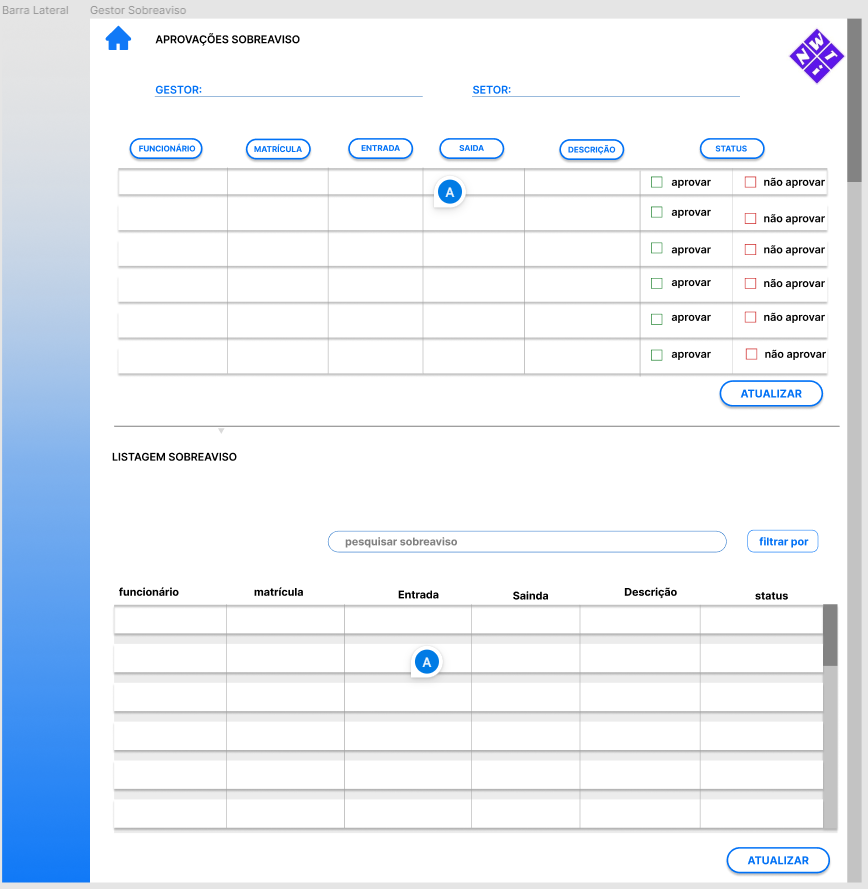 Barra Lateral Gestor Sobreaviso
APROVAÇÕES SOBREAVISO
NWTi
GESTOR: SETOR:
FUNCIONÁRIO MATRÍCULA ENTRADA SAIDA DESCRIÇÃO STATUS
aprovar não aprovar
A
aprovar não aprovar
aprovar não aprovar
aprovar não aprovar
aprovar não aprovar
aprovar não aprovar
ATUALIZAR
LISTAGEM SOBREAVISO
pesquisar sobreaviso filtrar por
funcionário matrícula Entrada Sainda Descrição status
A
ATUALIZAR